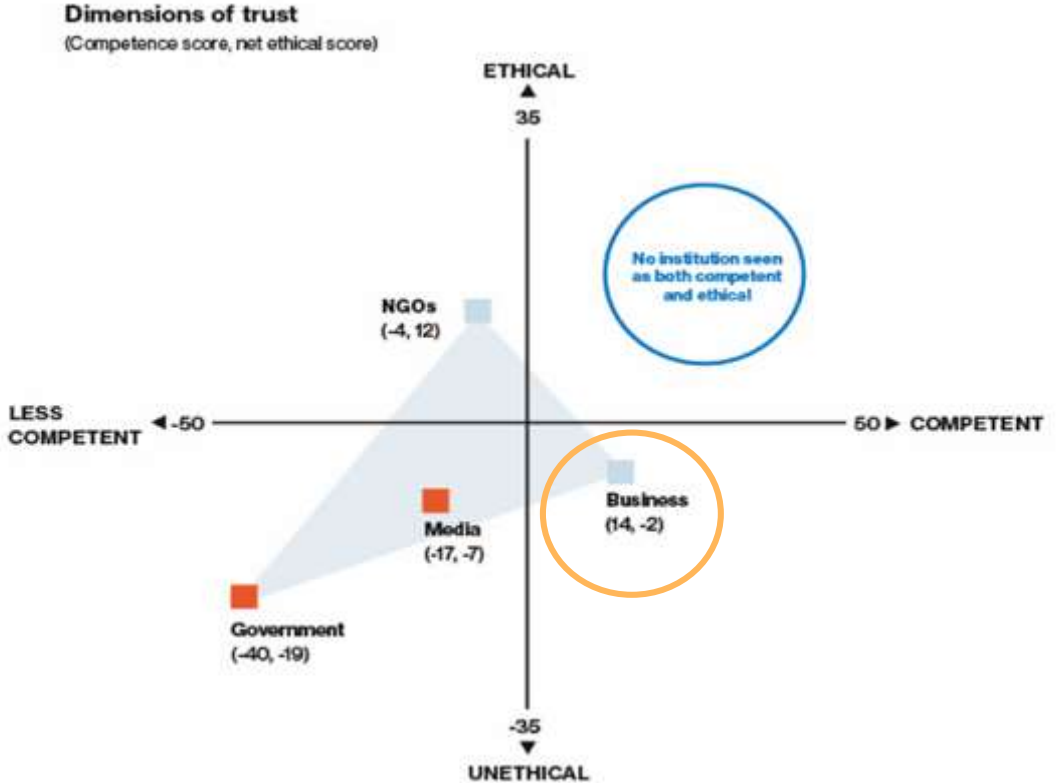 Dimensions of trust
(Competence score, net ethical score)
ETHICAL
▲
35
No institution seen
as both competent
and ethical
NGOs
(-4, 12)
LESS
COMPETENT ◀ -50
50 ▶ COMPETENT
Business
(14, -2)
Media
(-17, -7)
Government
(-40, -19)
-35
▼
UNETHICAL